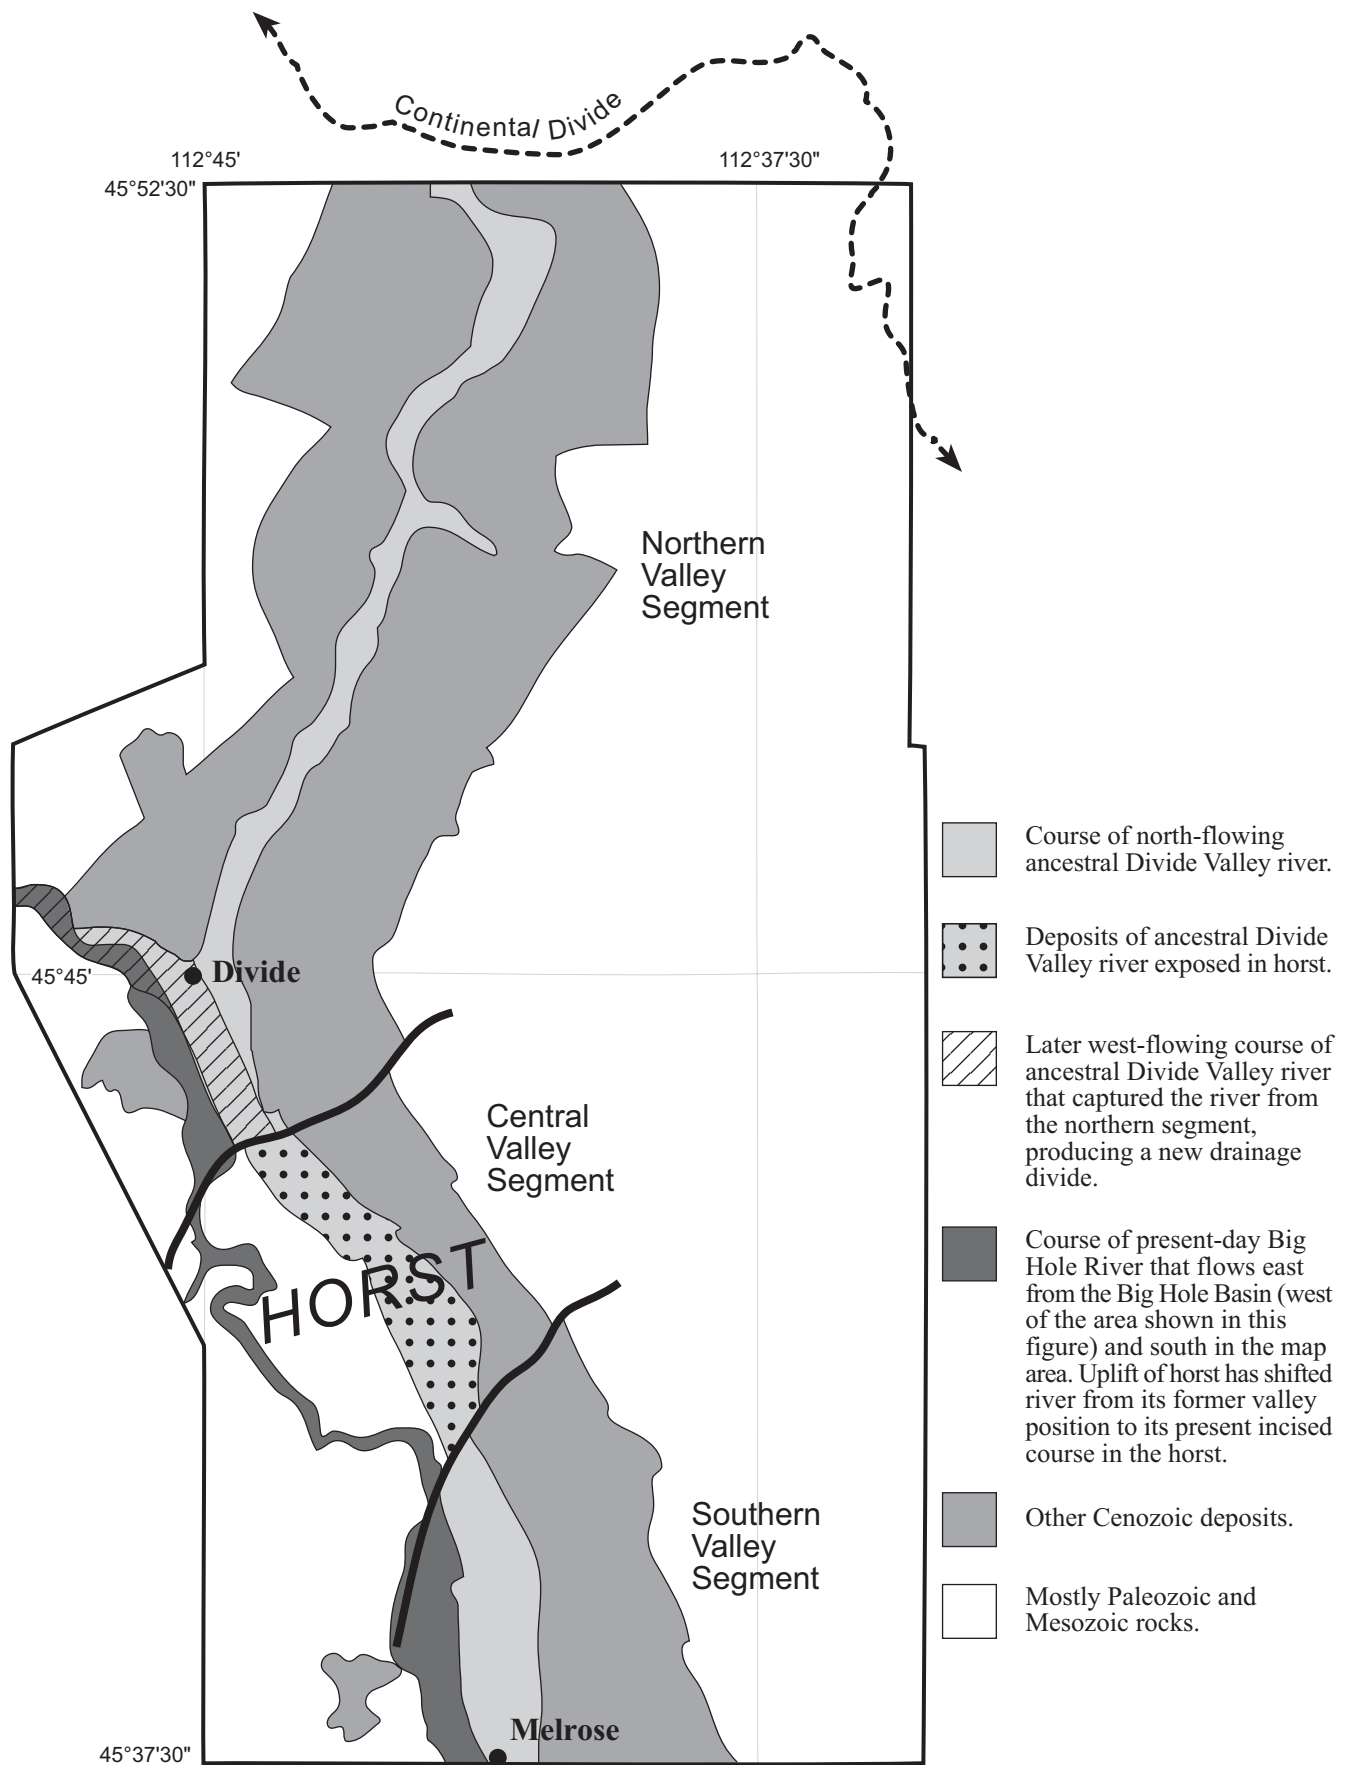 Continental Divide
112°45'
112°37'30"
45°52'30"
Northern
Valley
Segment
Course of north-flowing
ancestral Divide Valley river.
Deposits of ancestral Divide
Valley river exposed in horst.
45°45'
Divide
Later west-flowing course of
ancestral Divide Valley river
that captured the river from
the northern segment,
producing a new drainage
divide.
Central
Valley
Segment
HORST
Course of present-day Big
Hole River that flows east
from the Big Hole Basin (west
of the area shown in this
figure) and south in the map
area. Uplift of horst has shifted
river from its former valley
position to its present incised
course in the horst.
Southern
Valley
Segment
Other Cenozoic deposits.
Mostly Paleozoic and
Mesozoic rocks.
Melrose
45°37'30"